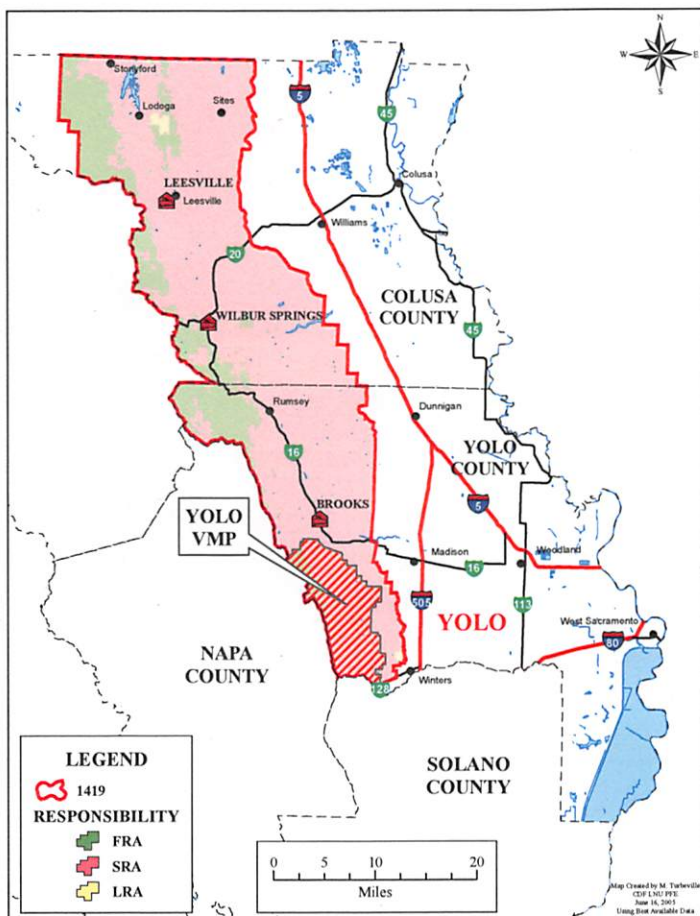 N
W
E
S
Stonyford
5
45
Lodoga
Sites
LEESVILLE
Leesville
Colusa
Williams
20
COLUSA
COUNTY
WILBUR SPRINGS
45
Rumsey
Dunnigan
16
YOLO
COUNTY
YOLO
VMP
BROOKS
5
Madison
16
Woodland
505
YOLO
113
West Sacramento
80
NAPA
COUNTY
Winters
128
SOLANO
COUNTY
LEGEND
1419
RESPONSIBILITY
FRA
SRA
LRA
0 5 10 20
Miles
Map Created by M. Turbeville
CDF LNU PFE
June 16, 2005
Using Best Available Data